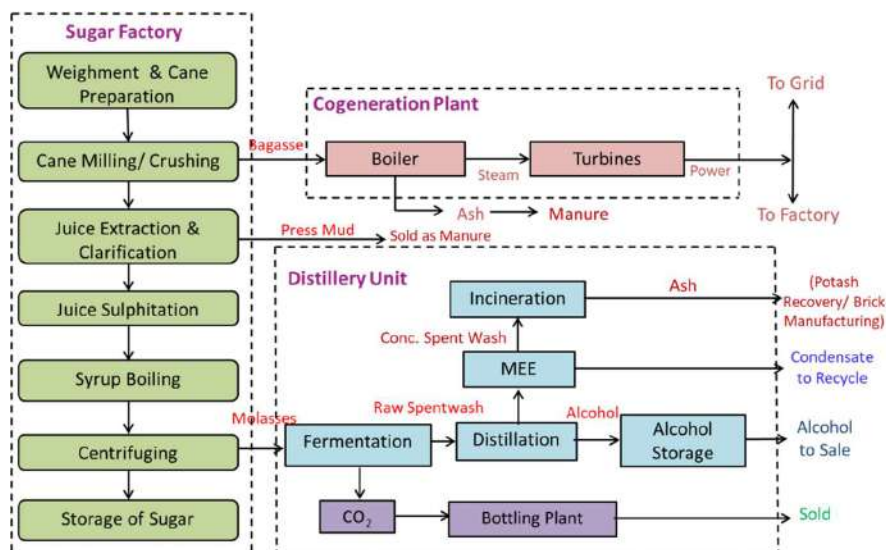 Sugar Factory
Weighment & Cane
Preparation
Cane Milling/ Crushing
Juice Extraction &
Clarification
Juice Sulphitation
Syrup Boiling
Centrifuging
Storage of Sugar
Bagasse
Cogeneration Plant
Boiler
Steam
Turbines
Power
To Grid
To Factory
Ash
Manure
Press Mud
Sold as Manure
Distillery Unit
Incineration
Ash
(Potash
Recovery/ Brick
Manufacturing)
Conc. Spent Wash
MEE
Condensate
to Recycle
Raw Spentwash
Alcohol
Molasses
Fermentation
Distillation
Alcohol
Storage
Alcohol
to Sale
CO2
Bottling Plant
Sold